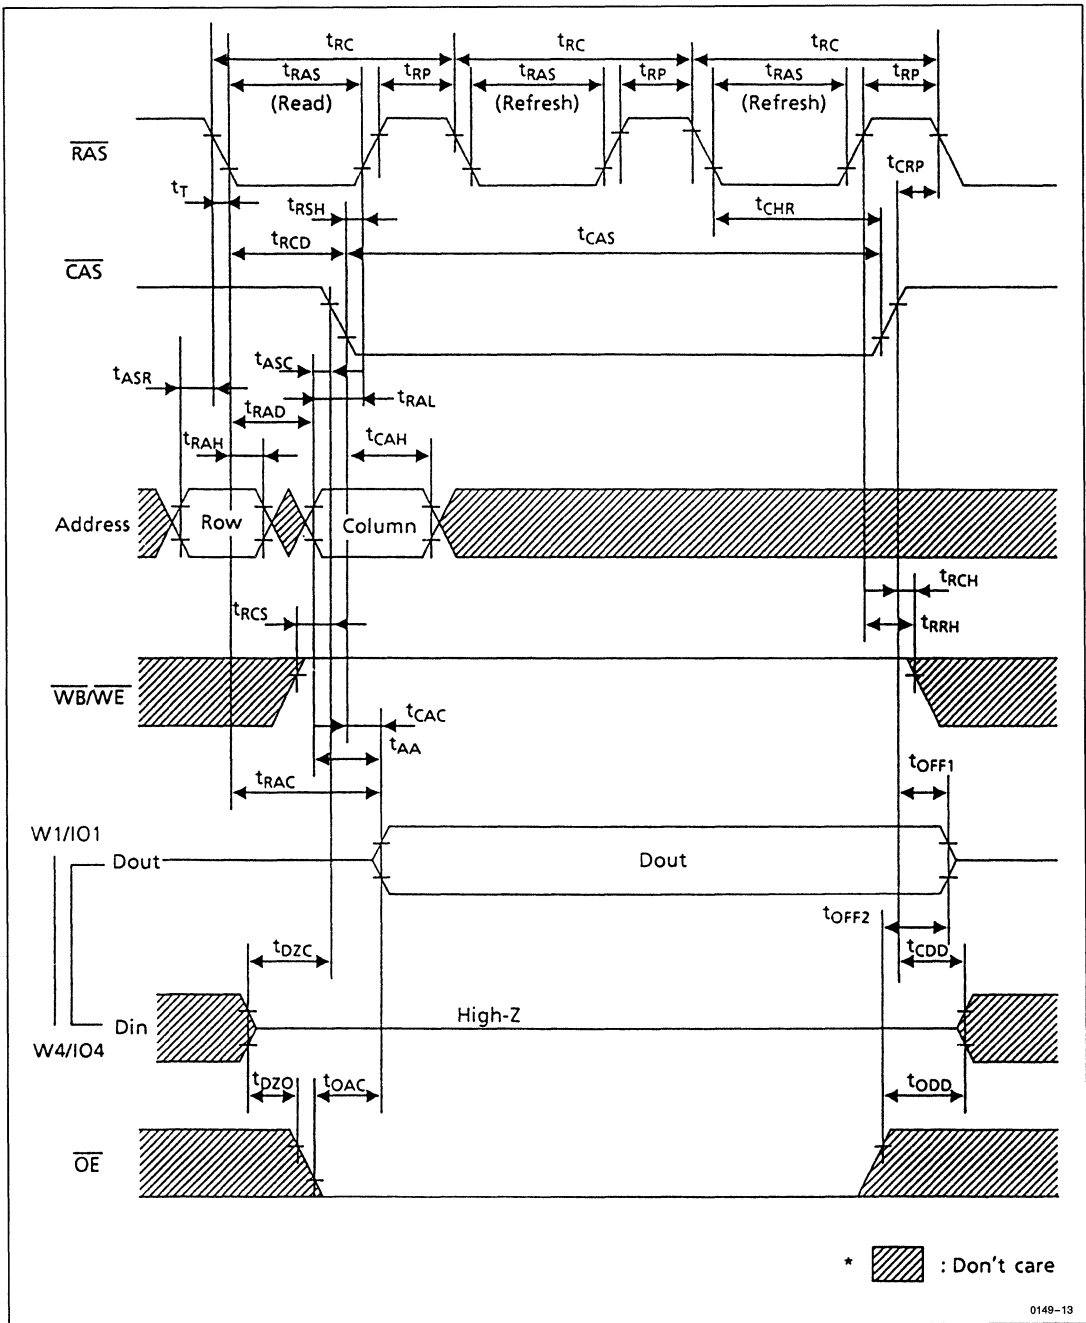 tRC tRC tRC
tRAS tRP tRAS tRP tRAS tRP
(Read) (Refresh) (Refresh)
RAS
tCRP
tT
tRSH tCHR
tRCD tCAS
CAS
tASC
tASR
tRAD tRAL
tRAH tCAH
Address Row Column
tRCH
tRCS
tRRH
WB/WE
tCAC
tAA
tOFF1
tRAC
W1/IO1
Dout Dout
tOFF2
tDZC tCDD
High-Z
Din
W4/IO4
tDZO tOAC tODD
OE
* : Don't care
0149-13